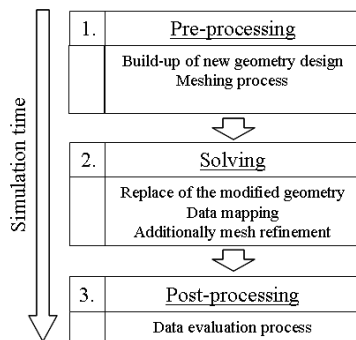 1. Pre-processing
Build-up of new geometry design
Meshing process
2. Solving
Replace of the modified geometry
Data mapping
Additionally mesh refinement
3. Post-processing
Data evaluation process
Simulation time